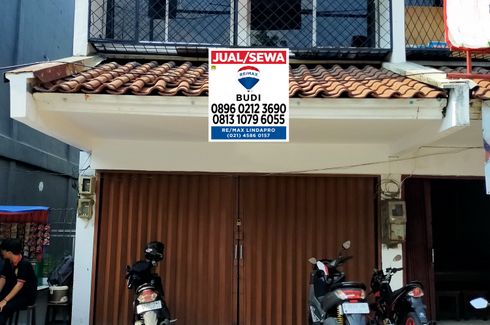 JUAL/SEWA
RE/MAX
BUDI
0896 0212 3690
0813 1079 6055
RE/MAX LINDAPRO
(021) 4586 0157